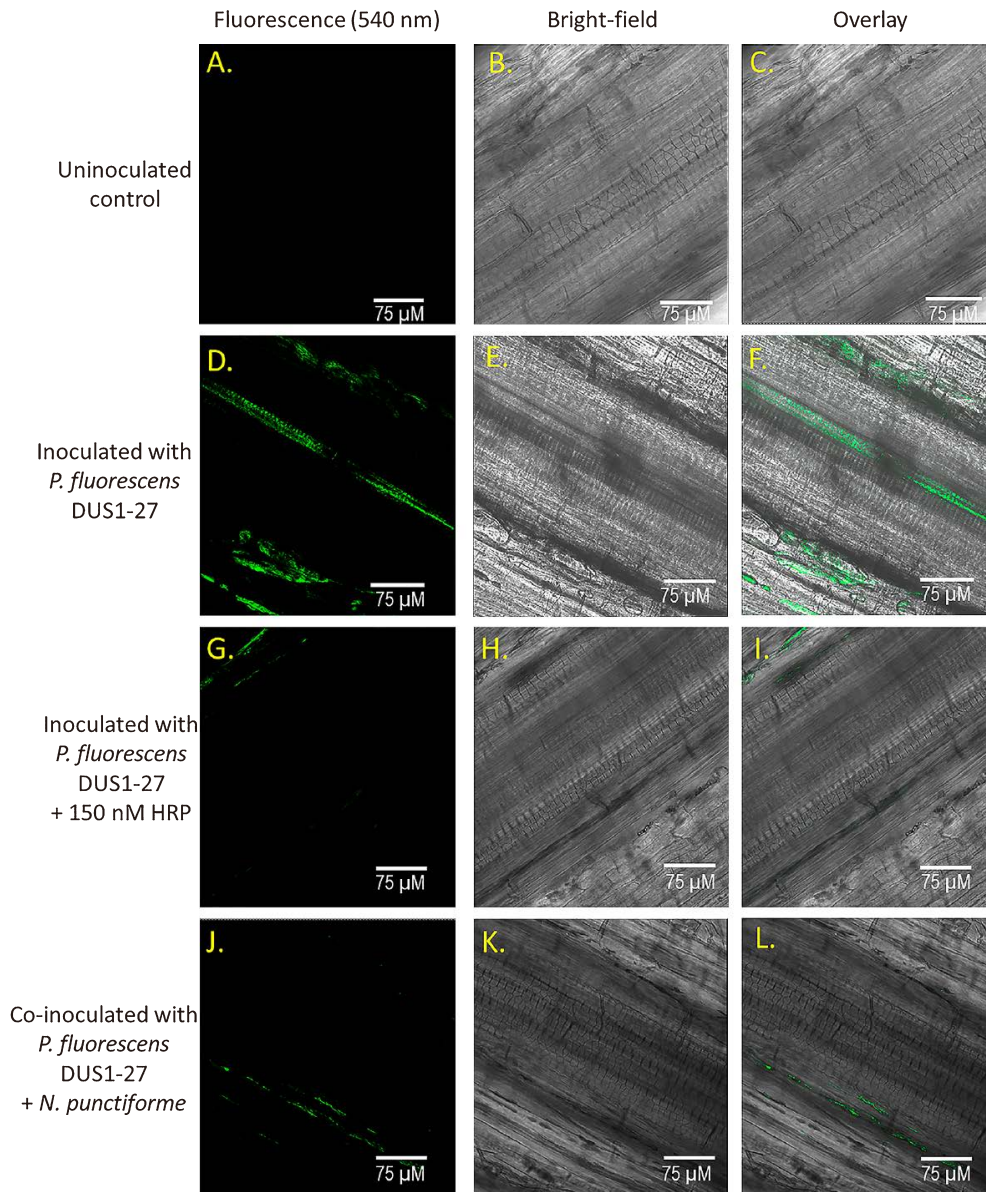 Fluorescence (540 nm)
Bright-field
Overlay
Uninoculated
control
A.
75 µM
B.
75 µM
C.
75 µM
Inoculated with
P. fluorescens
DUS1-27
D.
75 µM
E.
75 µM
F.
75 µM
Inoculated with
P. fluorescens
DUS1-27
+ 150 nM HRP
G.
75 µM
H.
75 µM
I.
75 µM
Co-inoculated with
P. fluorescens
DUS1-27
+ N. punctiforme
J.
75 µM
K.
75 µM
L.
75 µM